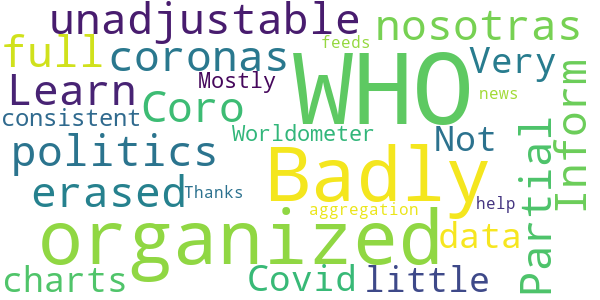 unadjustable
nosotras
full
coronas
feeds
WHO
Very
Learn
Mostly
Coro
news
consistent
Worldometer
Not
politics
Badly
Partial
Inform
erased
Thanks
help
aggregation
organized
data
charts
Covid
little